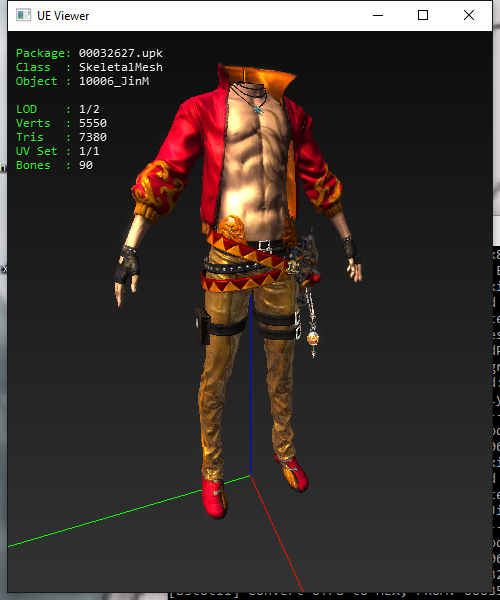 UE Viewer
Package: 00032627.upk
Class : SkeletalMesh
Object : 10006_JinM
LOD : 1/2
Verts : 5550
Tris : 7380
UV Set : 1/1
Bones : 90